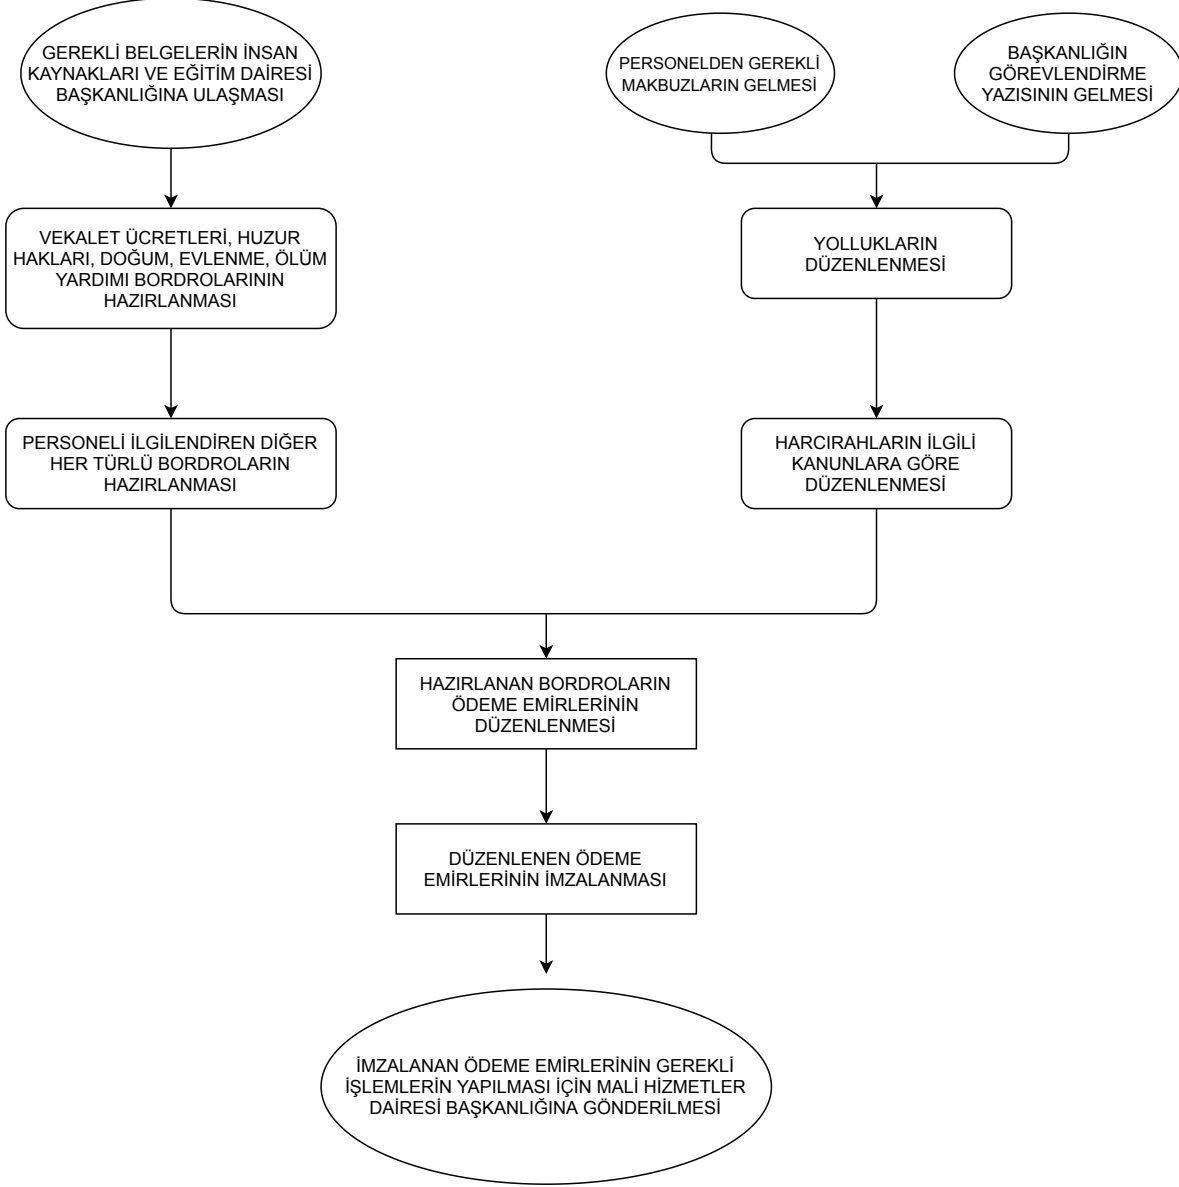 GEREKLİ BELGELERİN İNSAN
KAYNAKLARI VE EĞİTİM DAİRESİ
BAŞKANLIĞINA ULAŞMASI
PERSONELDEN GEREKLİ
MAKBUZLARIN GELMESİ
BAŞKANLIĞIN
GÖREVLENDİRME
YAZISININ GELMESİ
VEKALET ÜCRETLERİ, HUZUR
HAKLARI, DOĞUM, EVLENME, ÖLÜM
YARDIMI BORDROLARININ
HAZIRLANMASI
YOLLUKLARIN
DÜZENLENMESİ
PERSONELİ İLGİLENDİREN DİĞER
HER TÜRLÜ BORDROLARIN
HAZIRLANMASI
HARCIRAHLARIN İLGİLİ
KANUNLARA GÖRE
DÜZENLENMESİ
HAZIRLANAN BORDROLARIN
ÖDEME EMİRLERİNİN
DÜZENLENMESİ
DÜZENLENEN ÖDEME
EMİRLERİNİN İMZALANMASI
İMZALANAN ÖDEME EMİRLERİNİN GEREKLİ
İŞLEMLERİN YAPILMASI İÇİN MALİ HİZMETLER
DAİRESİ BAŞKANLIĞINA GÖNDERİLMESİ